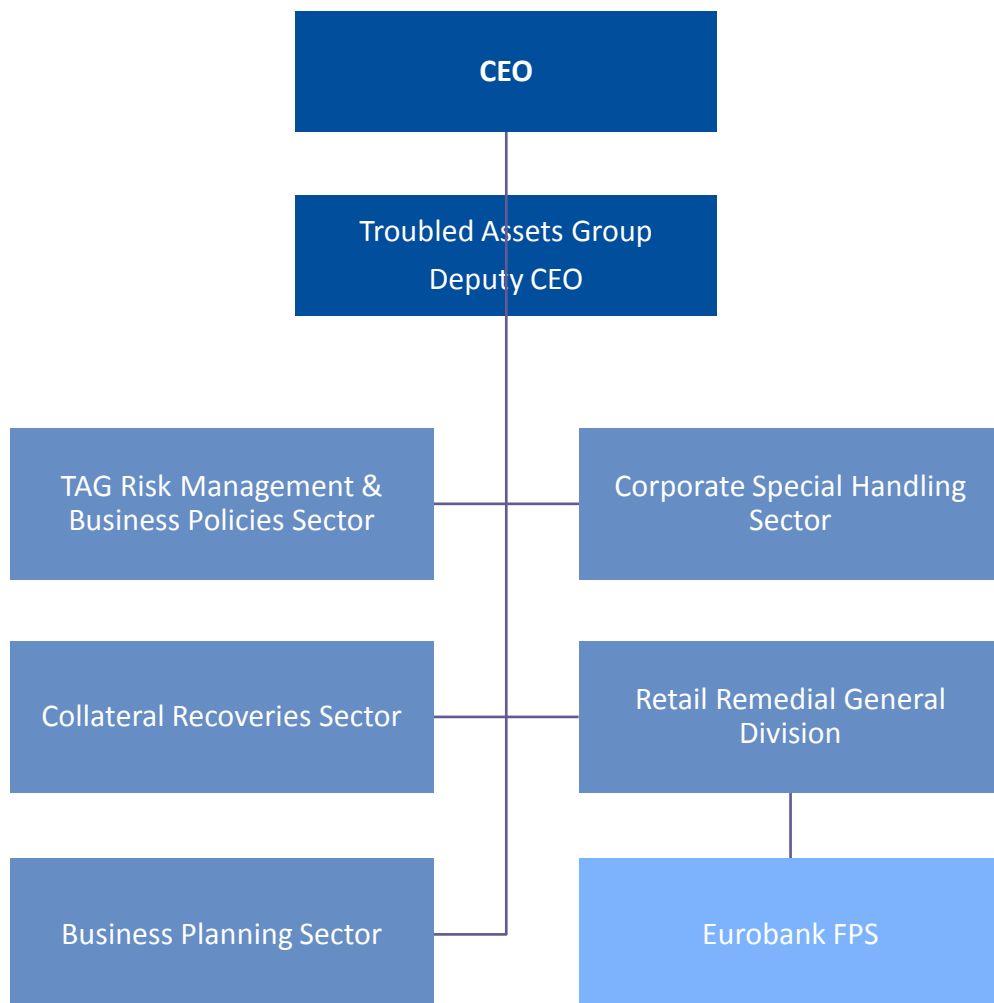 CEO
Troubled Assets Group
Deputy CEO
TAG Risk Management &
Business Policies Sector
Corporate Special Handling
Sector
Collateral Recoveries Sector
Retail Remedial General
Division
Business Planning Sector
Eurobank FPS